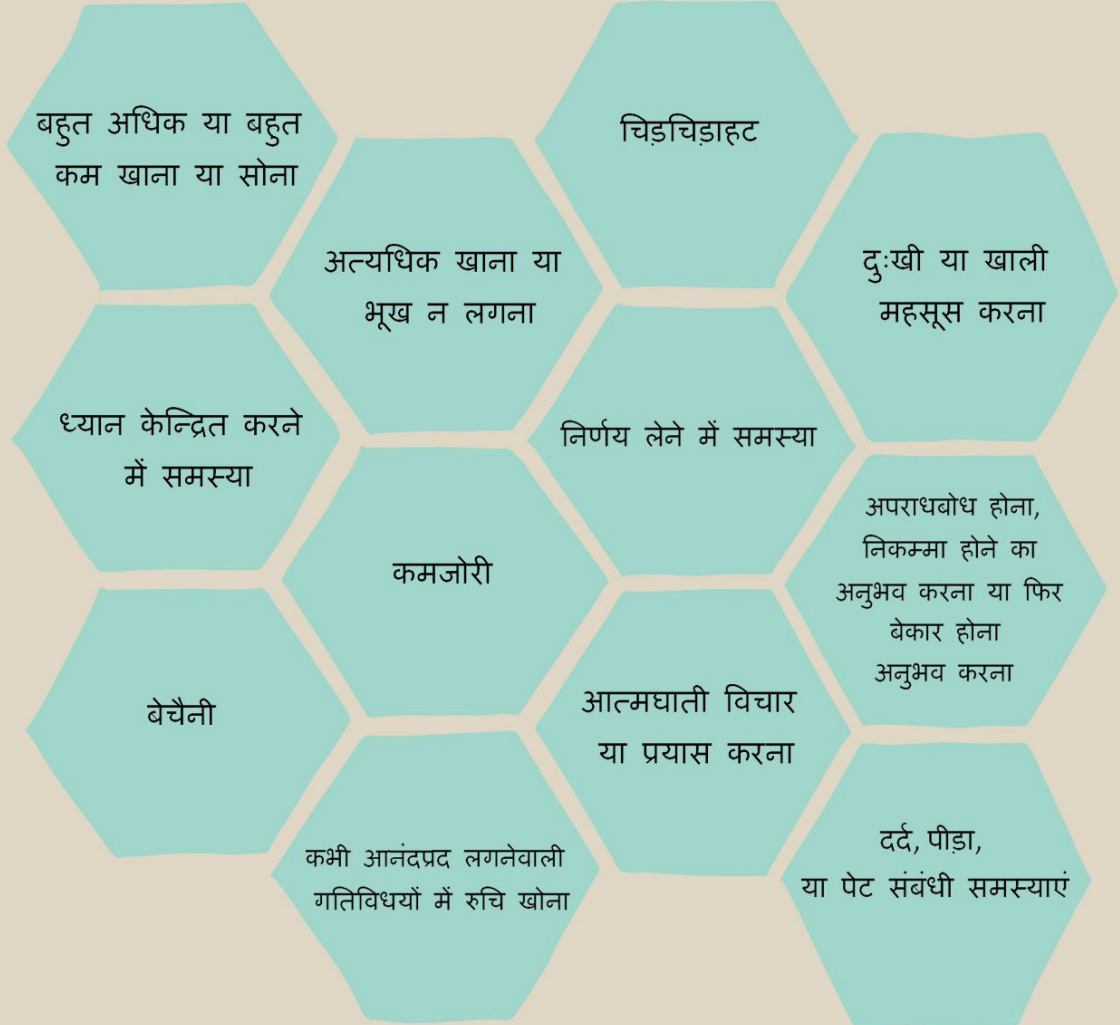 बहुत अधिक या बहुत
कम खाना या सोना
चिड़चिड़ाहट
अत्यधिक खाना या
भूख न लगना
दुःखी या खाली
महसूस करना
ध्यान केन्द्रित करने
में समस्या
निर्णय लेने में समस्या
कमजोरी
अपराधबोध होना,
निकम्मा होने का
अनुभव करना या फिर
बेकार होना
अनुभव करना
बेचैनी
आत्मघाती विचार
या प्रयास करना
कभी आनंदप्रद लगनेवाली
गतिविधयों में रुचि खोना
दर्द, पीड़ा,
या पेट संबंधी समस्याएं